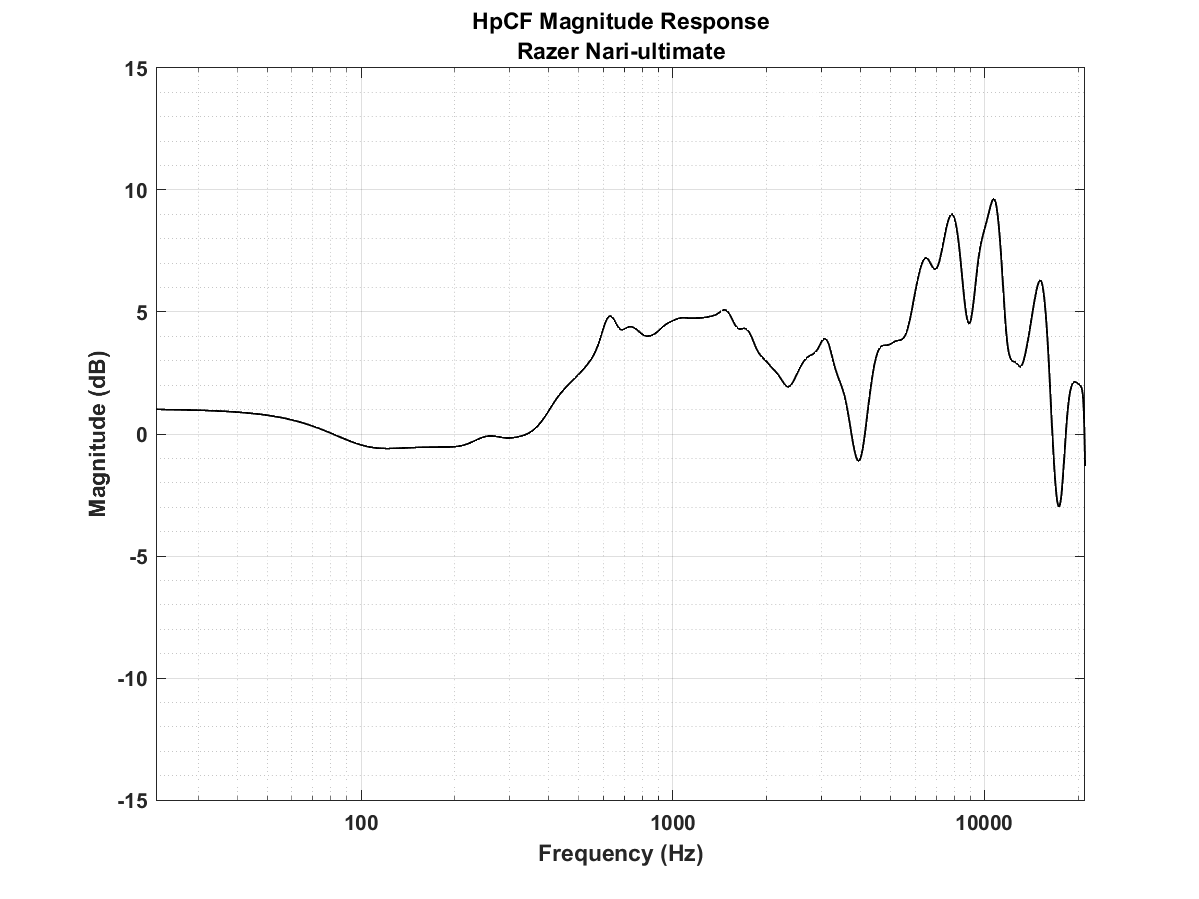 HpCF Magnitude Response
Razer Nari-ultimate
15
10
5
0
-5
-10
-15
Magnitude (dB)
100
1000
10000
Frequency (Hz)